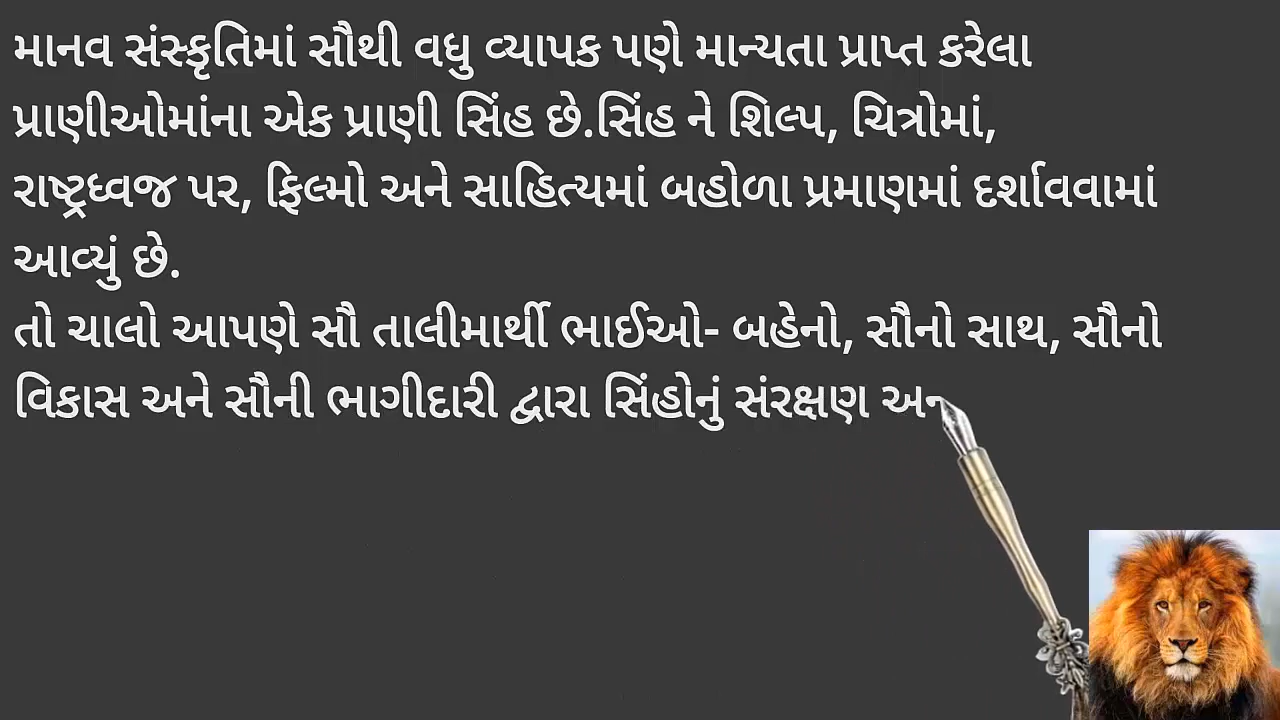 માનવ સંસ્કૃતિમાં સૌથી વધુ વ્યાપક પણે માન્યતા પ્રાપ્ત કરેલા
પ્રાણીઓમાંના એક પ્રાણી સિંહ છે.સિંહ ને શિલ્પ, ચિત્રોમાં,
રાષ્ટ્રધ્વજ પર, ફિલ્મો અને સાહિત્યમાં બહોળા પ્રમાણમાં દર્શાવવામાં
આવ્યું છે.
તો ચાલો આપણે સૌ તાલીમાર્થી ભાઈઓ- બહેનો, સૌનો સાથ, સૌનો
વિકાસ અને સૌની ભાગીદારી દ્વારા સિંહોનું સંરક્ષણ